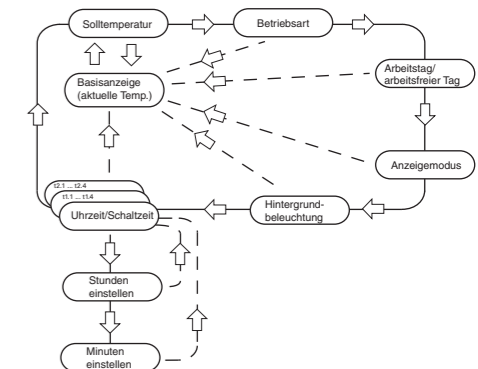 Solltemperatur
Betriebsart
Basisanzeige
(aktuelle Temp.)
Arbeitstag/
arbeitsfreier Tag
Anzeigemodus
t2.1 ... t2.4
t1.1 ... t1.4
Uhrzeit/Schaltzeit
Hintergrund-
beleuchtung
Stunden
einstellen
Minuten
einstellen